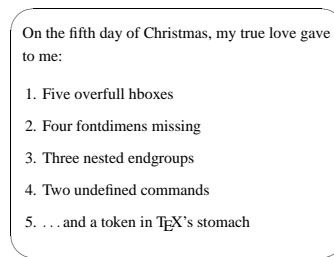 On the fifth day of Christmas, my true love gave
to me:
1. Five overfull hboxes
2. Four fontdimens missing
3. Three nested endgroups
4. Two undefined commands
5. ...and a token in TEX's stomach